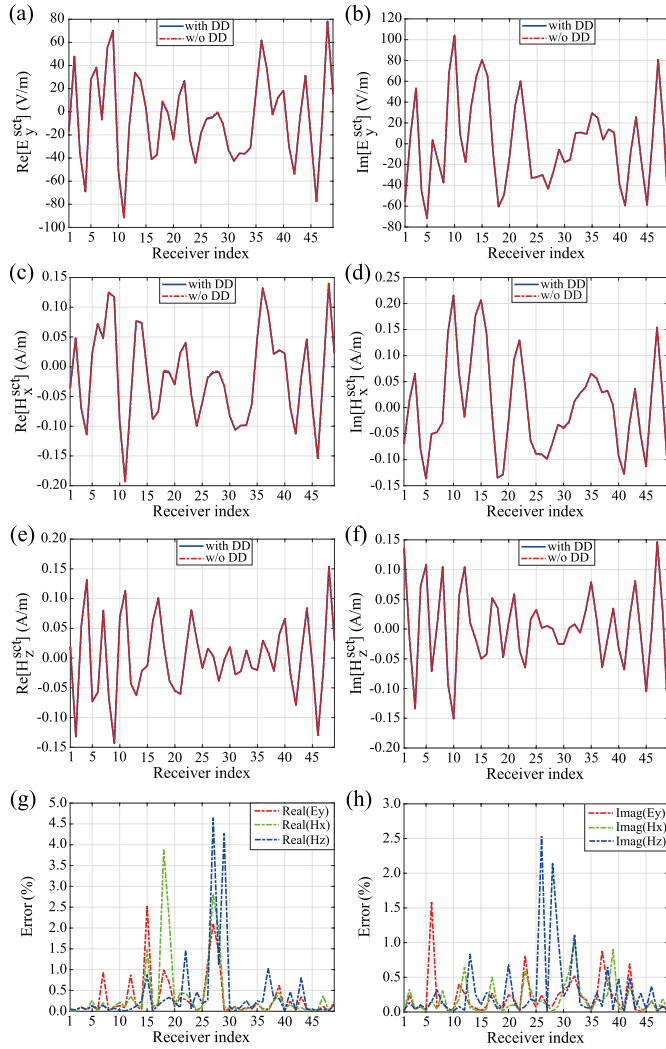 (a)
with DD
w/o DD
Re[E_y^sct] (V/m)
80
60
40
20
0
-20
-40
-60
-80
-100
1 5 10 15 20 25 30 35 40 45
Receiver index
(b)
with DD
w/o DD
Im[E_y^sct] (V/m)
120
100
80
60
40
20
0
-20
-40
-60
-80
1 5 10 15 20 25 30 35 40 45
Receiver index
(c)
with DD
w/o DD
Re[H_x^sct] (A/m)
0.15
0.10
0.05
0.00
-0.05
-0.10
-0.15
-0.20
1 5 10 15 20 25 30 35 40 45
Receiver index
(d)
with DD
w/o DD
Im[H_x^sct] (A/m)
0.25
0.20
0.15
0.10
0.05
0.00
-0.05
-0.10
-0.15
1 5 10 15 20 25 30 35 40 45
Receiver index
(e)
with DD
w/o DD
Re[H_z^sct] (A/m)
0.20
0.15
0.10
0.05
0.00
-0.05
-0.10
-0.15
1 5 10 15 20 25 30 35 40 45
Receiver index
(f)
with DD
w/o DD
Im[H_z^sct] (A/m)
0.15
0.10
0.05
0.00
-0.05
-0.10
-0.15
-0.20
1 5 10 15 20 25 30 35 40 45
Receiver index
(g)
Real(Ey)
Real(Hx)
Real(Hz)
Error (%)
5.0
4.5
4.0
3.5
3.0
2.5
2.0
1.5
1.0
0.5
0.0
1 5 10 15 20 25 30 35 40 45
Receiver index
(h)
Imag(Ey)
Imag(Hx)
Imag(Hz)
Error (%)
3.0
2.5
2.0
1.5
1.0
0.5
0.0
1 5 10 15 20 25 30 35 40 45
Receiver index